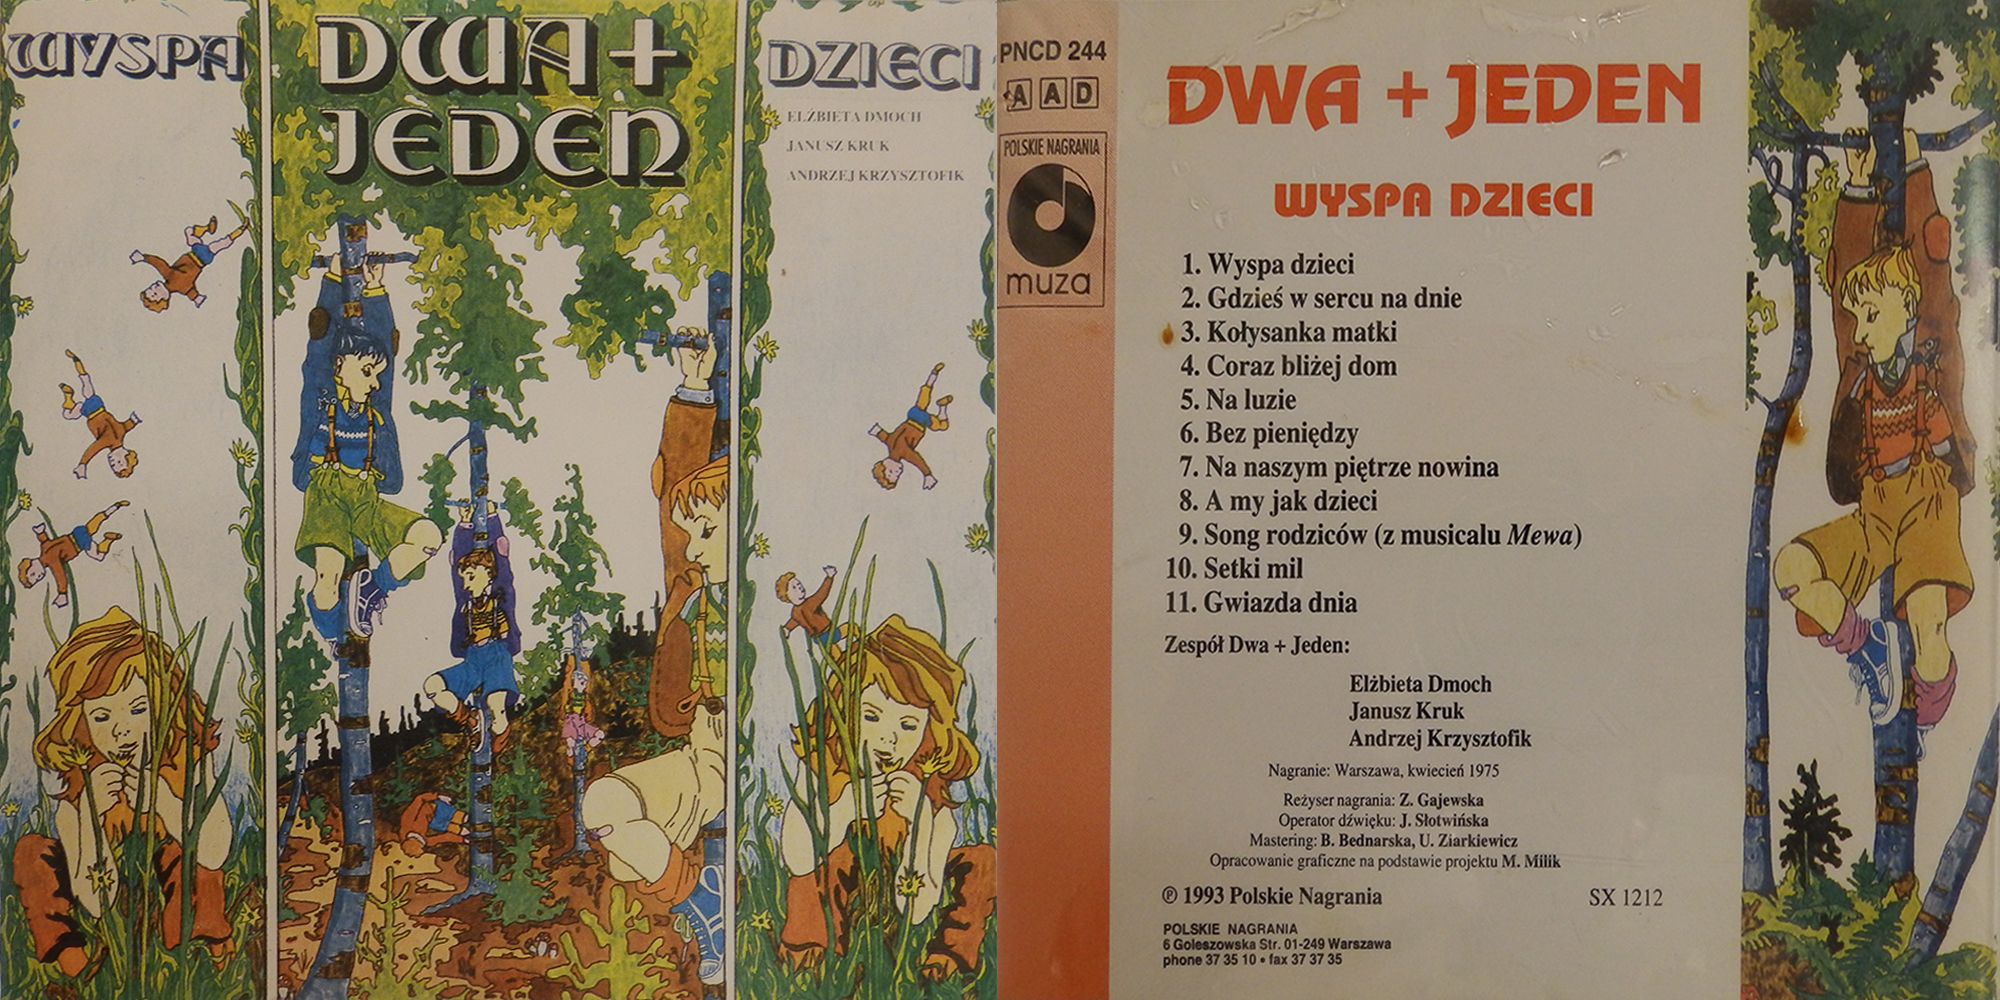 WYSPA
DWA +
JEDEN
DZIECI
ELŻBIETA DMOCH
JANUSZ KRUK
ANDRZEJ KRZYSZTOFIK
PNCD 244
A A D
POLSKIE NAGRANIA
muza
DWA + JEDEN
WYSPA DZIECI
1. Wyspa dzieci
2. Gdzieś w sercu na dnie
3. Kołysanka matki
4. Coraz bliżej dom
5. Na luzie
6. Bez pieniędzy
7. Na naszym piętrze nowina
8. A my jak dzieci
9. Song rodziców (z musicalu Mewa)
10. Setki mil
11. Gwiazda dnia
Zespół Dwa + Jeden:
Elżbieta Dmoch
Janusz Kruk
Andrzej Krzysztofik
Nagranie: Warszawa, kwiecień 1975
Reżyser nagrania: Z. Gajewska
Operator dźwięku: J. Słotwińska
Mastering: B. Bednarska, U. Ziarkiewicz
Opracowanie graficzne na podstawie projektu M. Milik
℗ 1993 Polskie Nagrania
SX 1212
POLSKIE NAGRANIA
6 Goleszowska Str. 01-249 Warszawa
phone 37 35 10 • fax 37 37 35